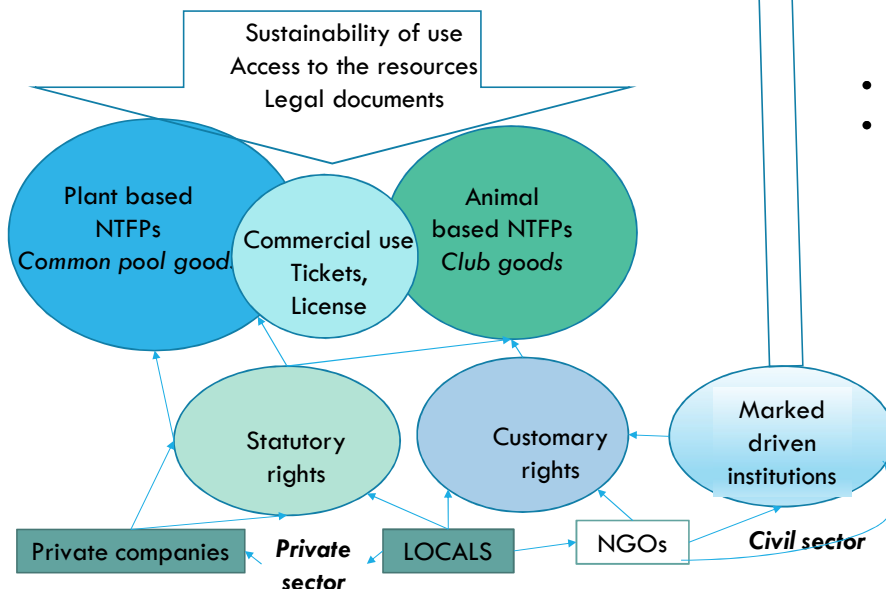 Sustainability of use
Access to the resources
Legal documents
•
•
Plant based
NTFPs
Common pool goods
Commercial use
Tickets,
License
Animal
based NTFPs
Club goods
Statutory
rights
Customary
rights
Marked
driven
institutions
Private companies
Private
sector
LOCALS
NGOs
Civil sector